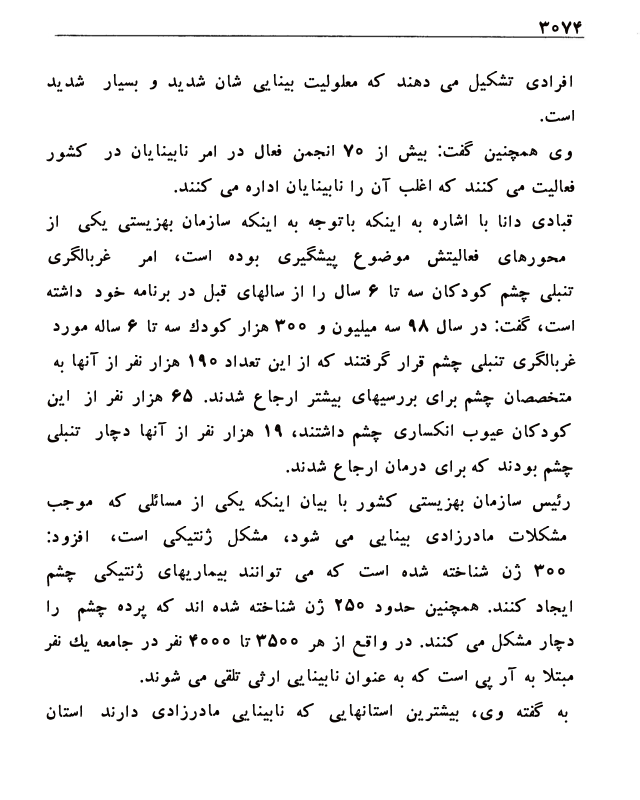 ۳۰۷۴
افرادی تشکیل می دهند که معلولیت بینایی شان شدید و بسیار شدید
است.
وی همچنین گفت: بیش از ۷۰ انجمن فعال در امر نابینایان در کشور
فعالیت می کنند که اغلب آن را نابینایان اداره می کنند.
قبادی دانا با اشاره به اینکه باتوجه به اینکه سازمان بهزیستی یکی از
محورهای فعالیتش موضوع پیشگیری بوده است، امر غربالگری
تنبلی چشم کودکان سه تا ۶ سال را از سالهای قبل در برنامه خود داشته
است، گفت: در سال ۹۸ سه میلیون و ۳۰۰ هزار کودك سه تا ۶ ساله مورد
غربالگری تنبلی چشم قرار گرفتند که از این تعداد ۱۹۰ هزار نفر از آنها به
متخصصان چشم برای بررسیهای بیشتر ارجاع شدند. ۶۵ هزار نفر از این
کودکان عیوب انکساری چشم داشتند، ۱۹ هزار نفر از آنها دچار تنبلی
چشم بودند که برای درمان ارجاع شدند.
رئیس سازمان بهزیستی کشور با بیان اینکه یکی از مسائلی که موجب
مشکلات مادرزادی بینایی می شود، مشکل ژنتیکی است، افزود:
۳۰۰ ژن شناخته شده است که می توانند بیماریهای ژنتیکی چشم
ایجاد کنند. همچنین حدود ۲۵۰ ژن شناخته شده اند که پرده چشم را
دچار مشکل می کنند. در واقع از هر ۳۵۰۰ تا ۴۰۰۰ نفر در جامعه یك نفر
مبتلا به آر پی است که به عنوان نابینایی ارثی تلقی می شوند.
به گفته وی، بیشترین استانهایی که نابینایی مادرزادی دارند استان